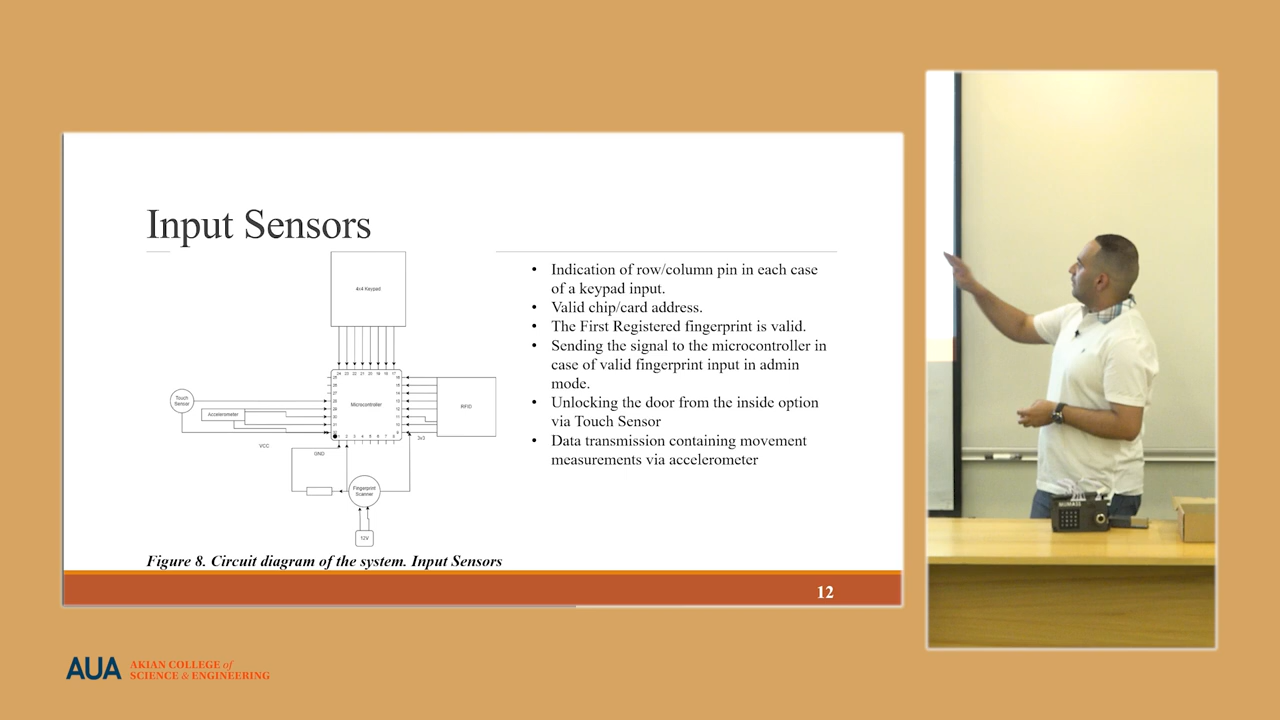 Input Sensors
4x4 Keypad
Microcontroller
Touch
Sensor
Accelerometer
RFID
VCC
GND
3v3
Fingerprint
Scanner
12V
• Indication of row/column pin in each case
of a keypad input.
• Valid chip/card address.
• The First Registered fingerprint is valid.
• Sending the signal to the microcontroller in
case of valid fingerprint input in admin
mode.
• Unlocking the door from the inside option
via Touch Sensor
• Data transmission containing movement
measurements via accelerometer
Figure 8. Circuit diagram of the system. Input Sensors
12
AUA
AKIAN COLLEGE of
SCIENCE & ENGINEERING